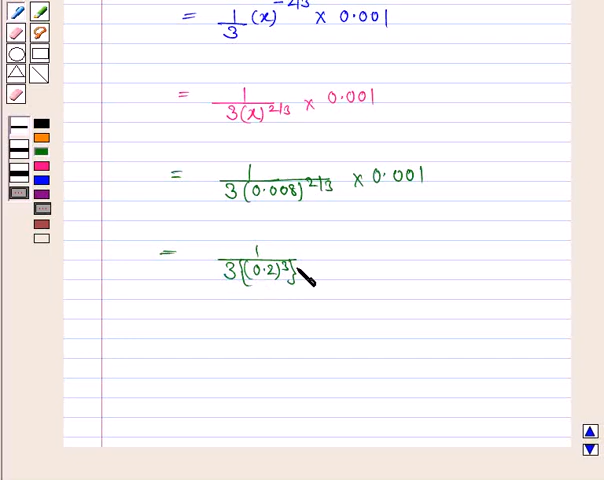 = 1/3 (x)^-2/3 × 0.001
= 1/3(x)^2/3 × 0.001
= 1/3(0.008)^2/3 × 0.001
= 1/3{(0.2)^3}